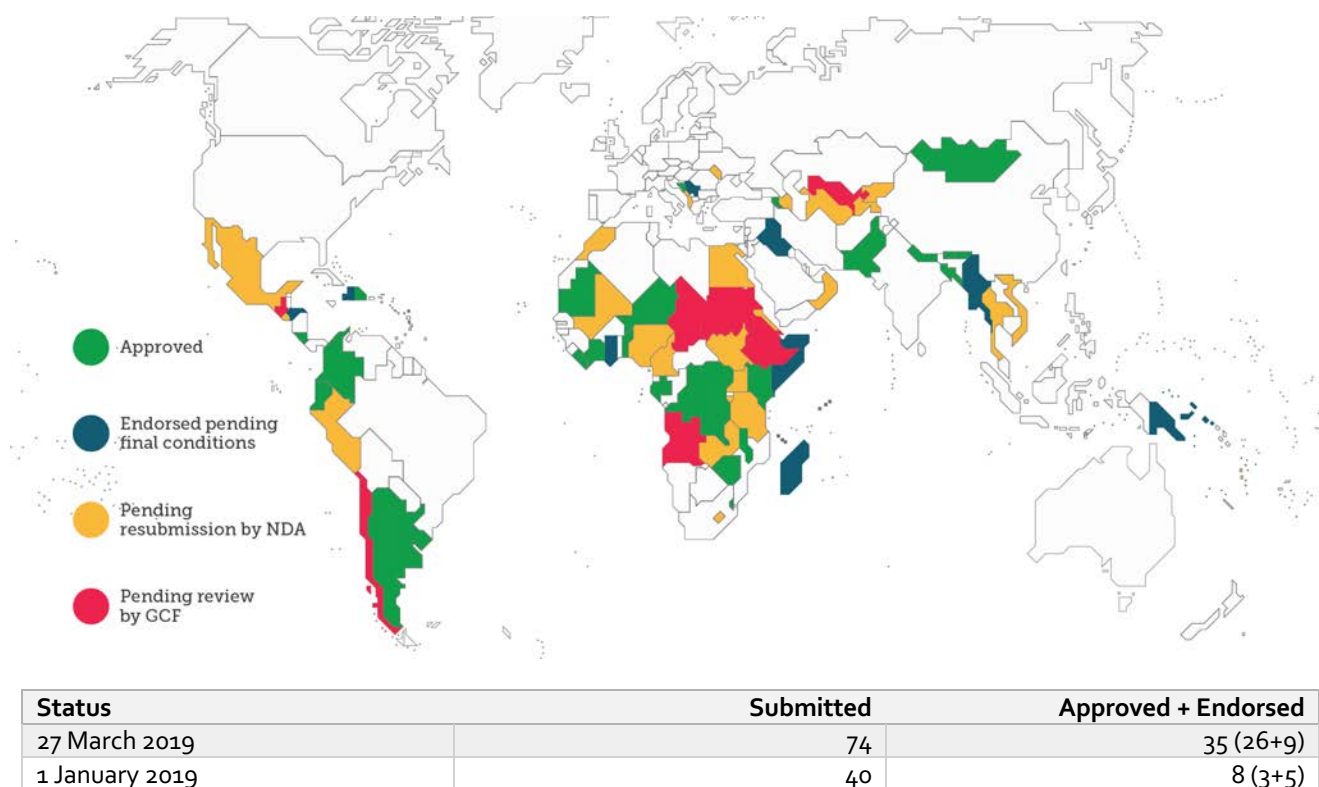 Approved
Endorsed pending
final conditions
Pending
resubmission by NDA
Pending review
by GCF
Status Submitted Approved + Endorsed
27 March 2019 74 35 (26+9)
1 January 2019 40 8 (3+5)